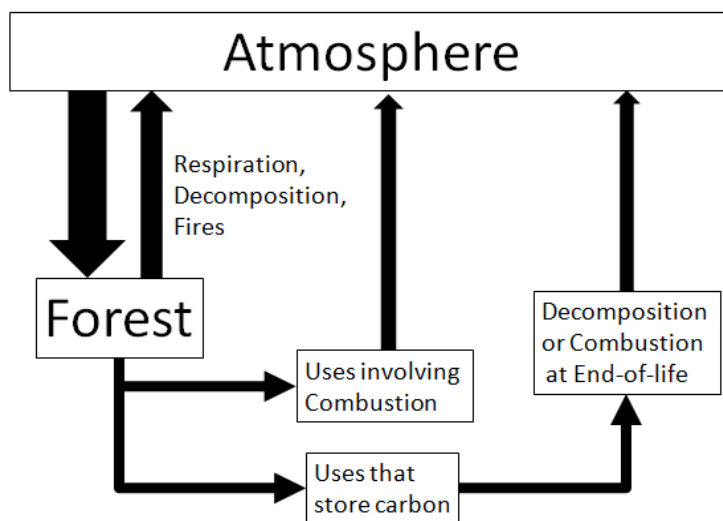 Atmosphere
Respiration,
Decomposition,
Fires
Forest
Uses involving
Combustion
Decomposition
or Combustion
at End-of-life
Uses that
store carbon